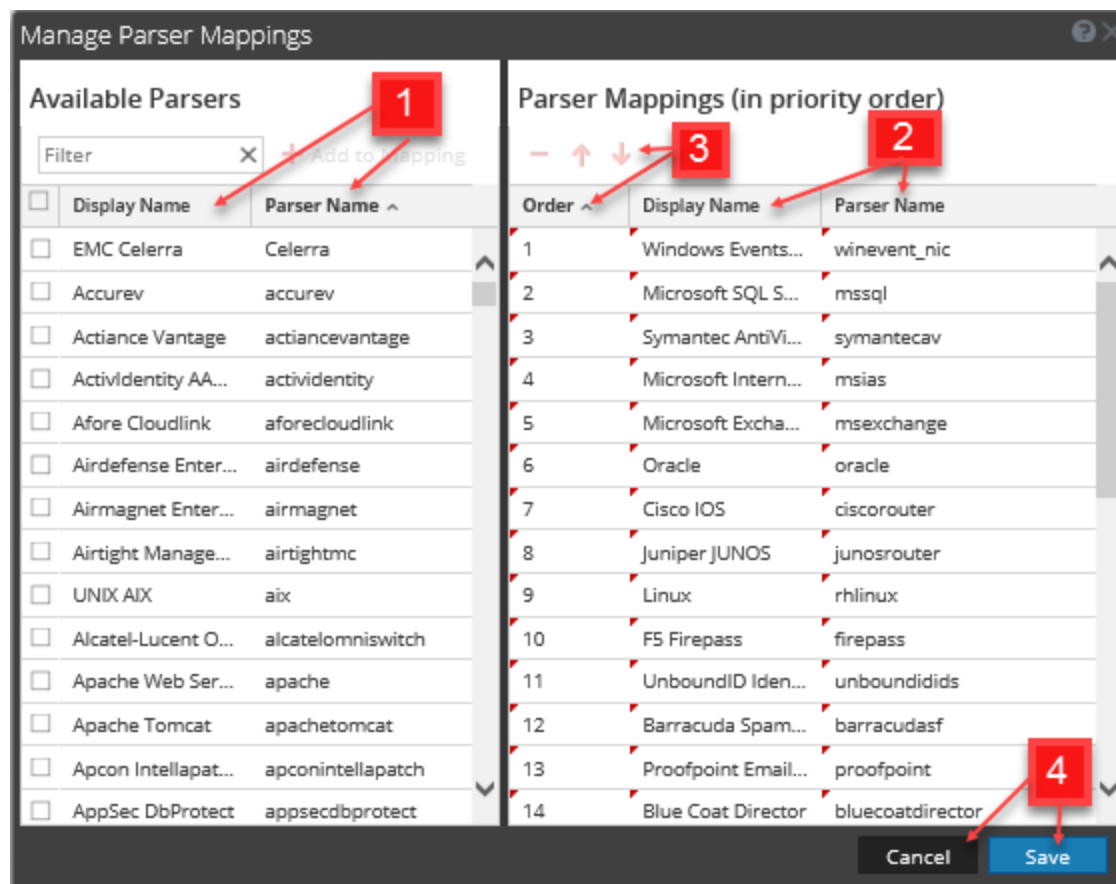 Manage Parser Mappings
Available Parsers
1
Filter
Add to Mapping
Display Name Parser Name
EMC Celerra Celerra
Accurev accurev
Actiance Vantage actiancevantage
ActivIdentity AA... actividentity
Afore Cloudlink aforecloudlink
Airdefense Enter... airdefense
Airmagnet Enter... airmagnet
Airtight Manage... airtightmc
UNIX AIX aix
Alcatel-Lucent O... alcatelomniswitch
Apache Web Ser... apache
Apache Tomcat apachetomcat
Apcon Intellapat... apconintellapatch
AppSec DbProtect appsecdbprotect
Parser Mappings (in priority order)
2
3
Order Display Name Parser Name
1 Windows Events... winevent_nic
2 Microsoft SQL S... mssql
3 Symantec AntiVi... symantecav
4 Microsoft Intern... msias
5 Microsoft Excha... msexchange
6 Oracle oracle
7 Cisco IOS ciscorouter
8 Juniper JUNOS junosrouter
9 Linux rhlinux
10 F5 Firepass firepass
11 UnboundID Iden... unboundidids
12 Barracuda Spam... barracudasf
13 Proofpoint Email... proofpoint
14 Blue Coat Director bluecoatdirector
4
Cancel Save